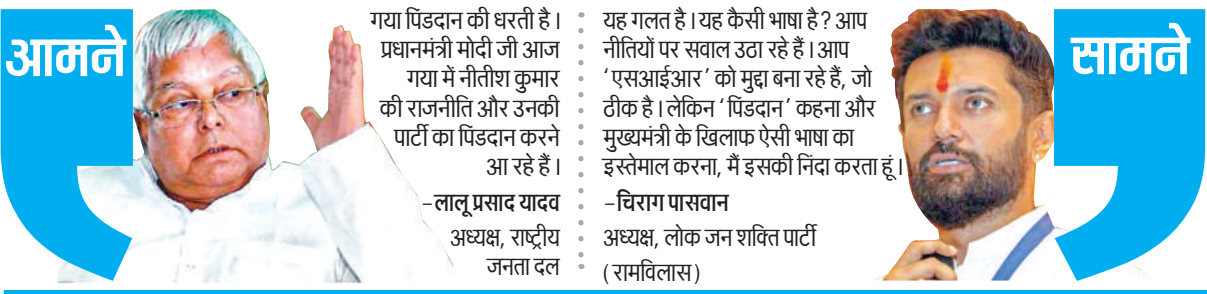 आमने
गया पिंडदान की धरती है।
प्रधानमंत्री मोदी जी आज
गया में नीतीश कुमार
की राजनीति और उनकी
पार्टी का पिंडदान करने
आ रहे हैं।
–लालू प्रसाद यादव
अध्यक्ष, राष्ट्रीय
जनता दल
यह गलत है। यह कैसी भाषा है? आप
नीतियों पर सवाल उठा रहे हैं। आप
‘एसआईआर’ को मुद्दा बना रहे हैं, जो
ठीक है। लेकिन ‘पिंडदान’ कहना और
मुख्यमंत्री के खिलाफ ऐसी भाषा का
इस्तेमाल करना, मैं इसकी निंदा करता हूं।
–चिराग पासवान
अध्यक्ष, लोक जन शक्ति पार्टी
(रामविलास)
सामने